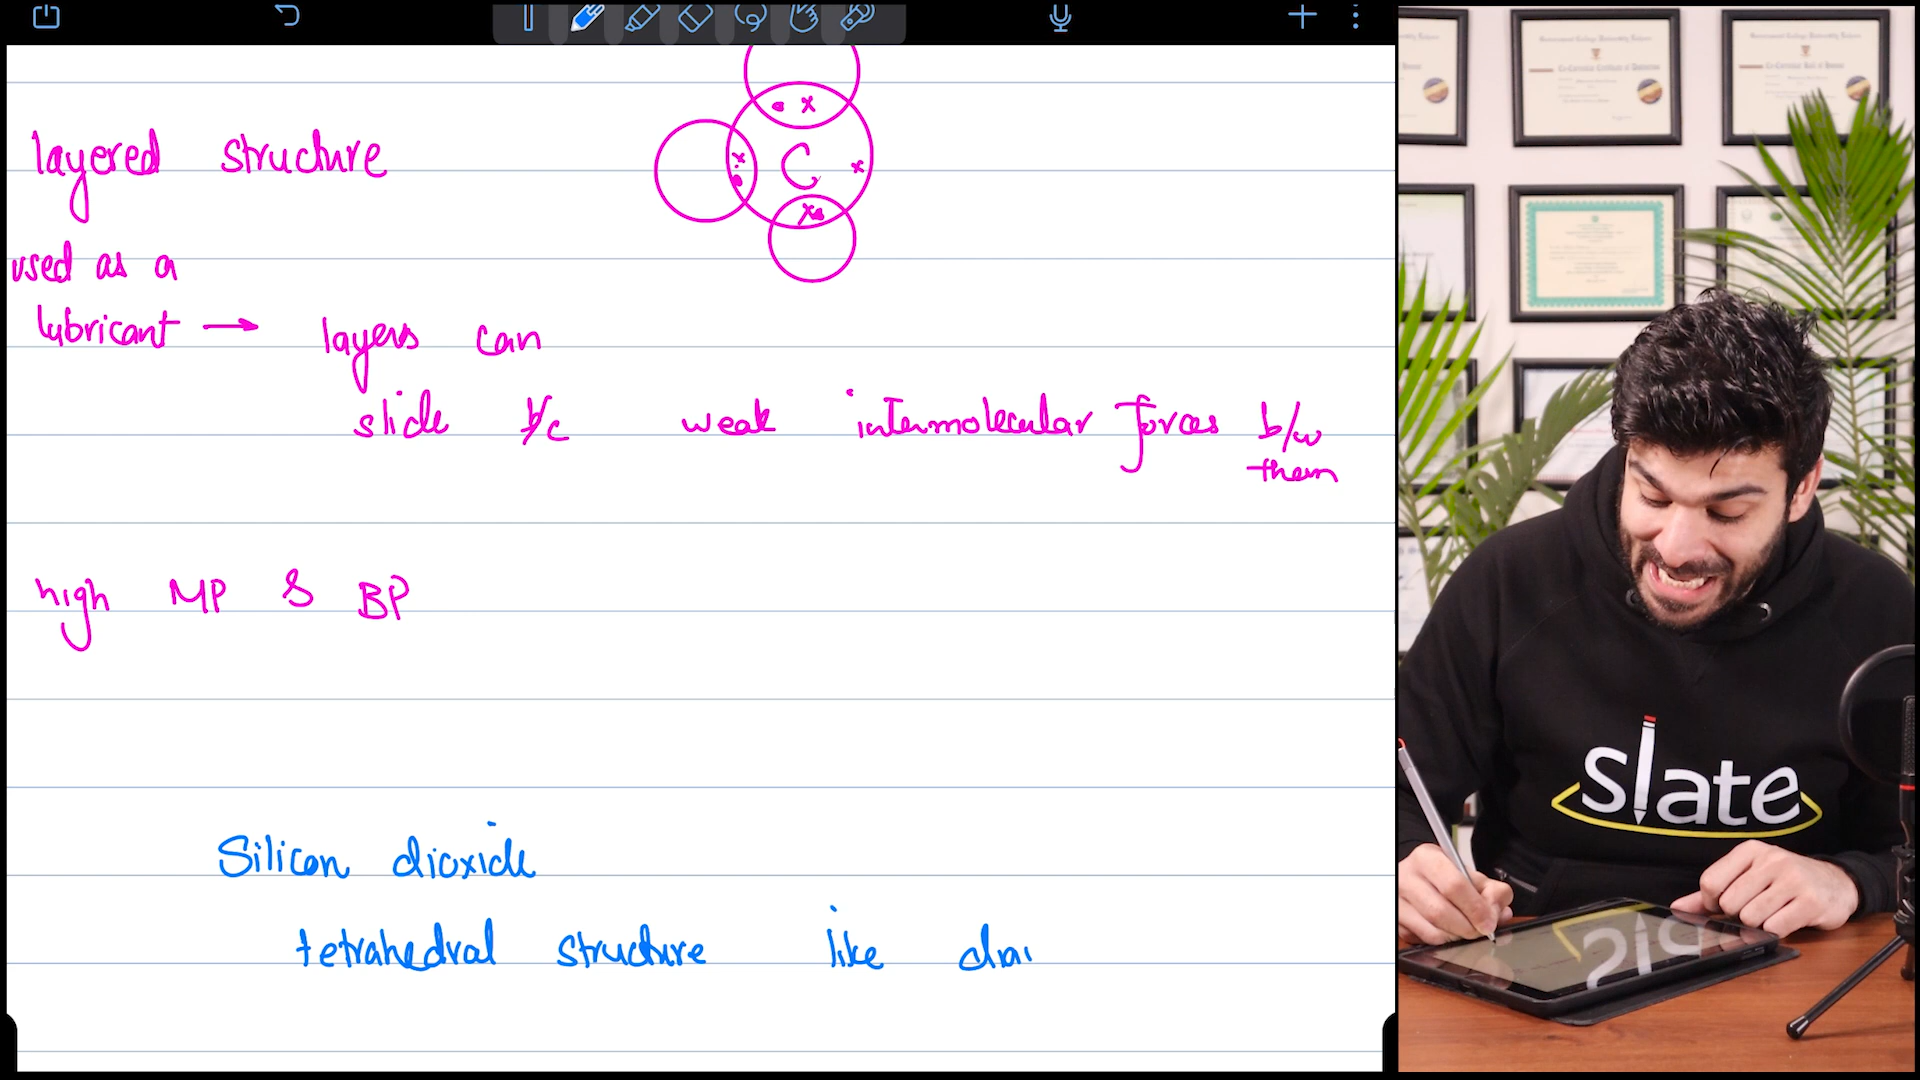 layered structure
C
used as a
lubricant → layers can
slide b/c weak intermolecular forces b/w
them
high MP & BP
Silicon dioxide
tetrahedral structure like
slate